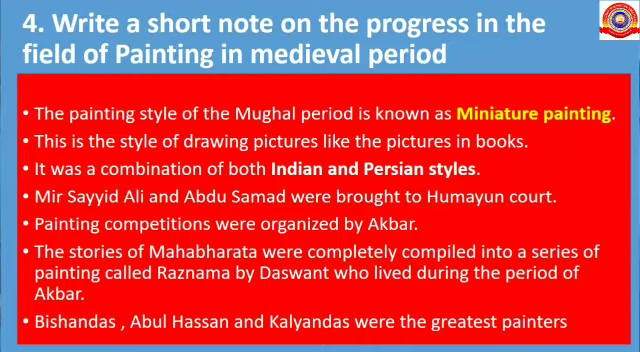 4. Write a short note on the progress in the
field of Painting in medieval period
• The painting style of the Mughal period is known as Miniature painting.
• This is the style of drawing pictures like the pictures in books.
• It was a combination of both Indian and Persian styles.
• Mir Sayyid Ali and Abdu Samad were brought to Humayun court.
• Painting competitions were organized by Akbar.
• The stories of Mahabharata were completely compiled into a series of
painting called Raznama by Daswant who lived during the period of
Akbar.
• Bishandas , Abul Hassan and Kalyandas were the greatest painters